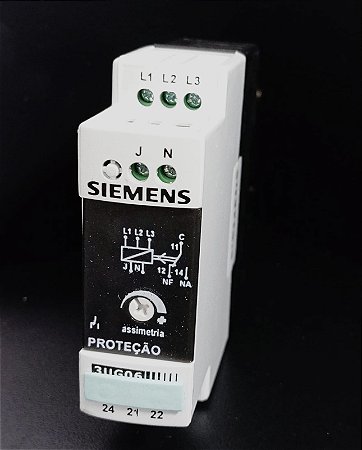 L1 L2 L3
J N
SIEMENS
L1 L2 L3
C
11
J N
12 14
NF NA
- +
assimetria
PROTEÇÃO
3UG06
24 21 22